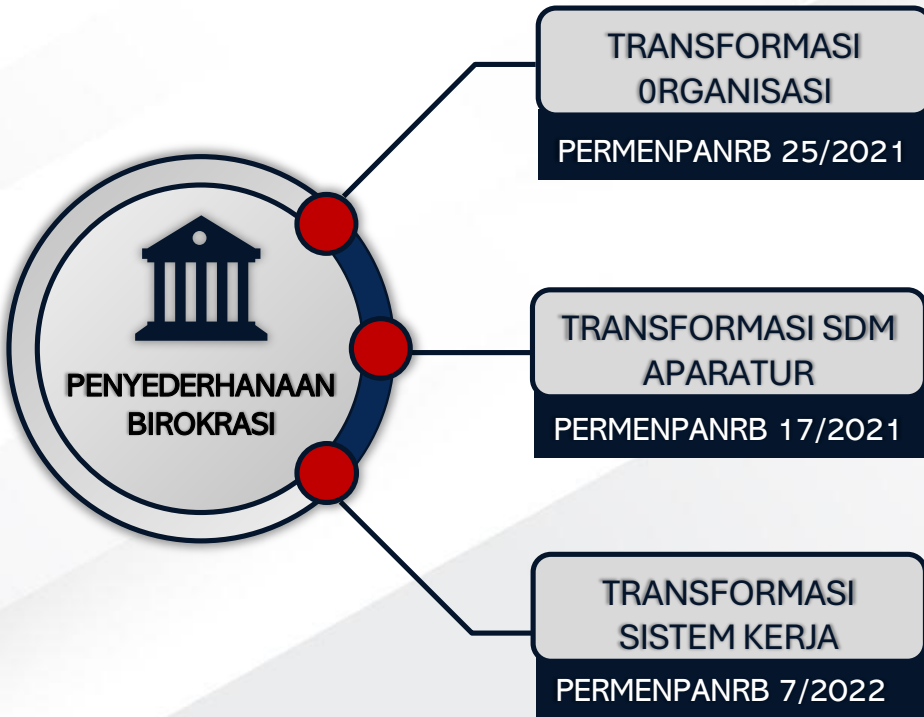 TRANSFORMASI
0RGANISASI
PERMENPANRB 25/2021
PENYEDERHANAAN
BIROKRASI
TRANSFORMASI SDM
APARATUR
PERMENPANRB 17/2021
TRANSFORMASI
SISTEM KERJA
PERMENPANRB 7/2022